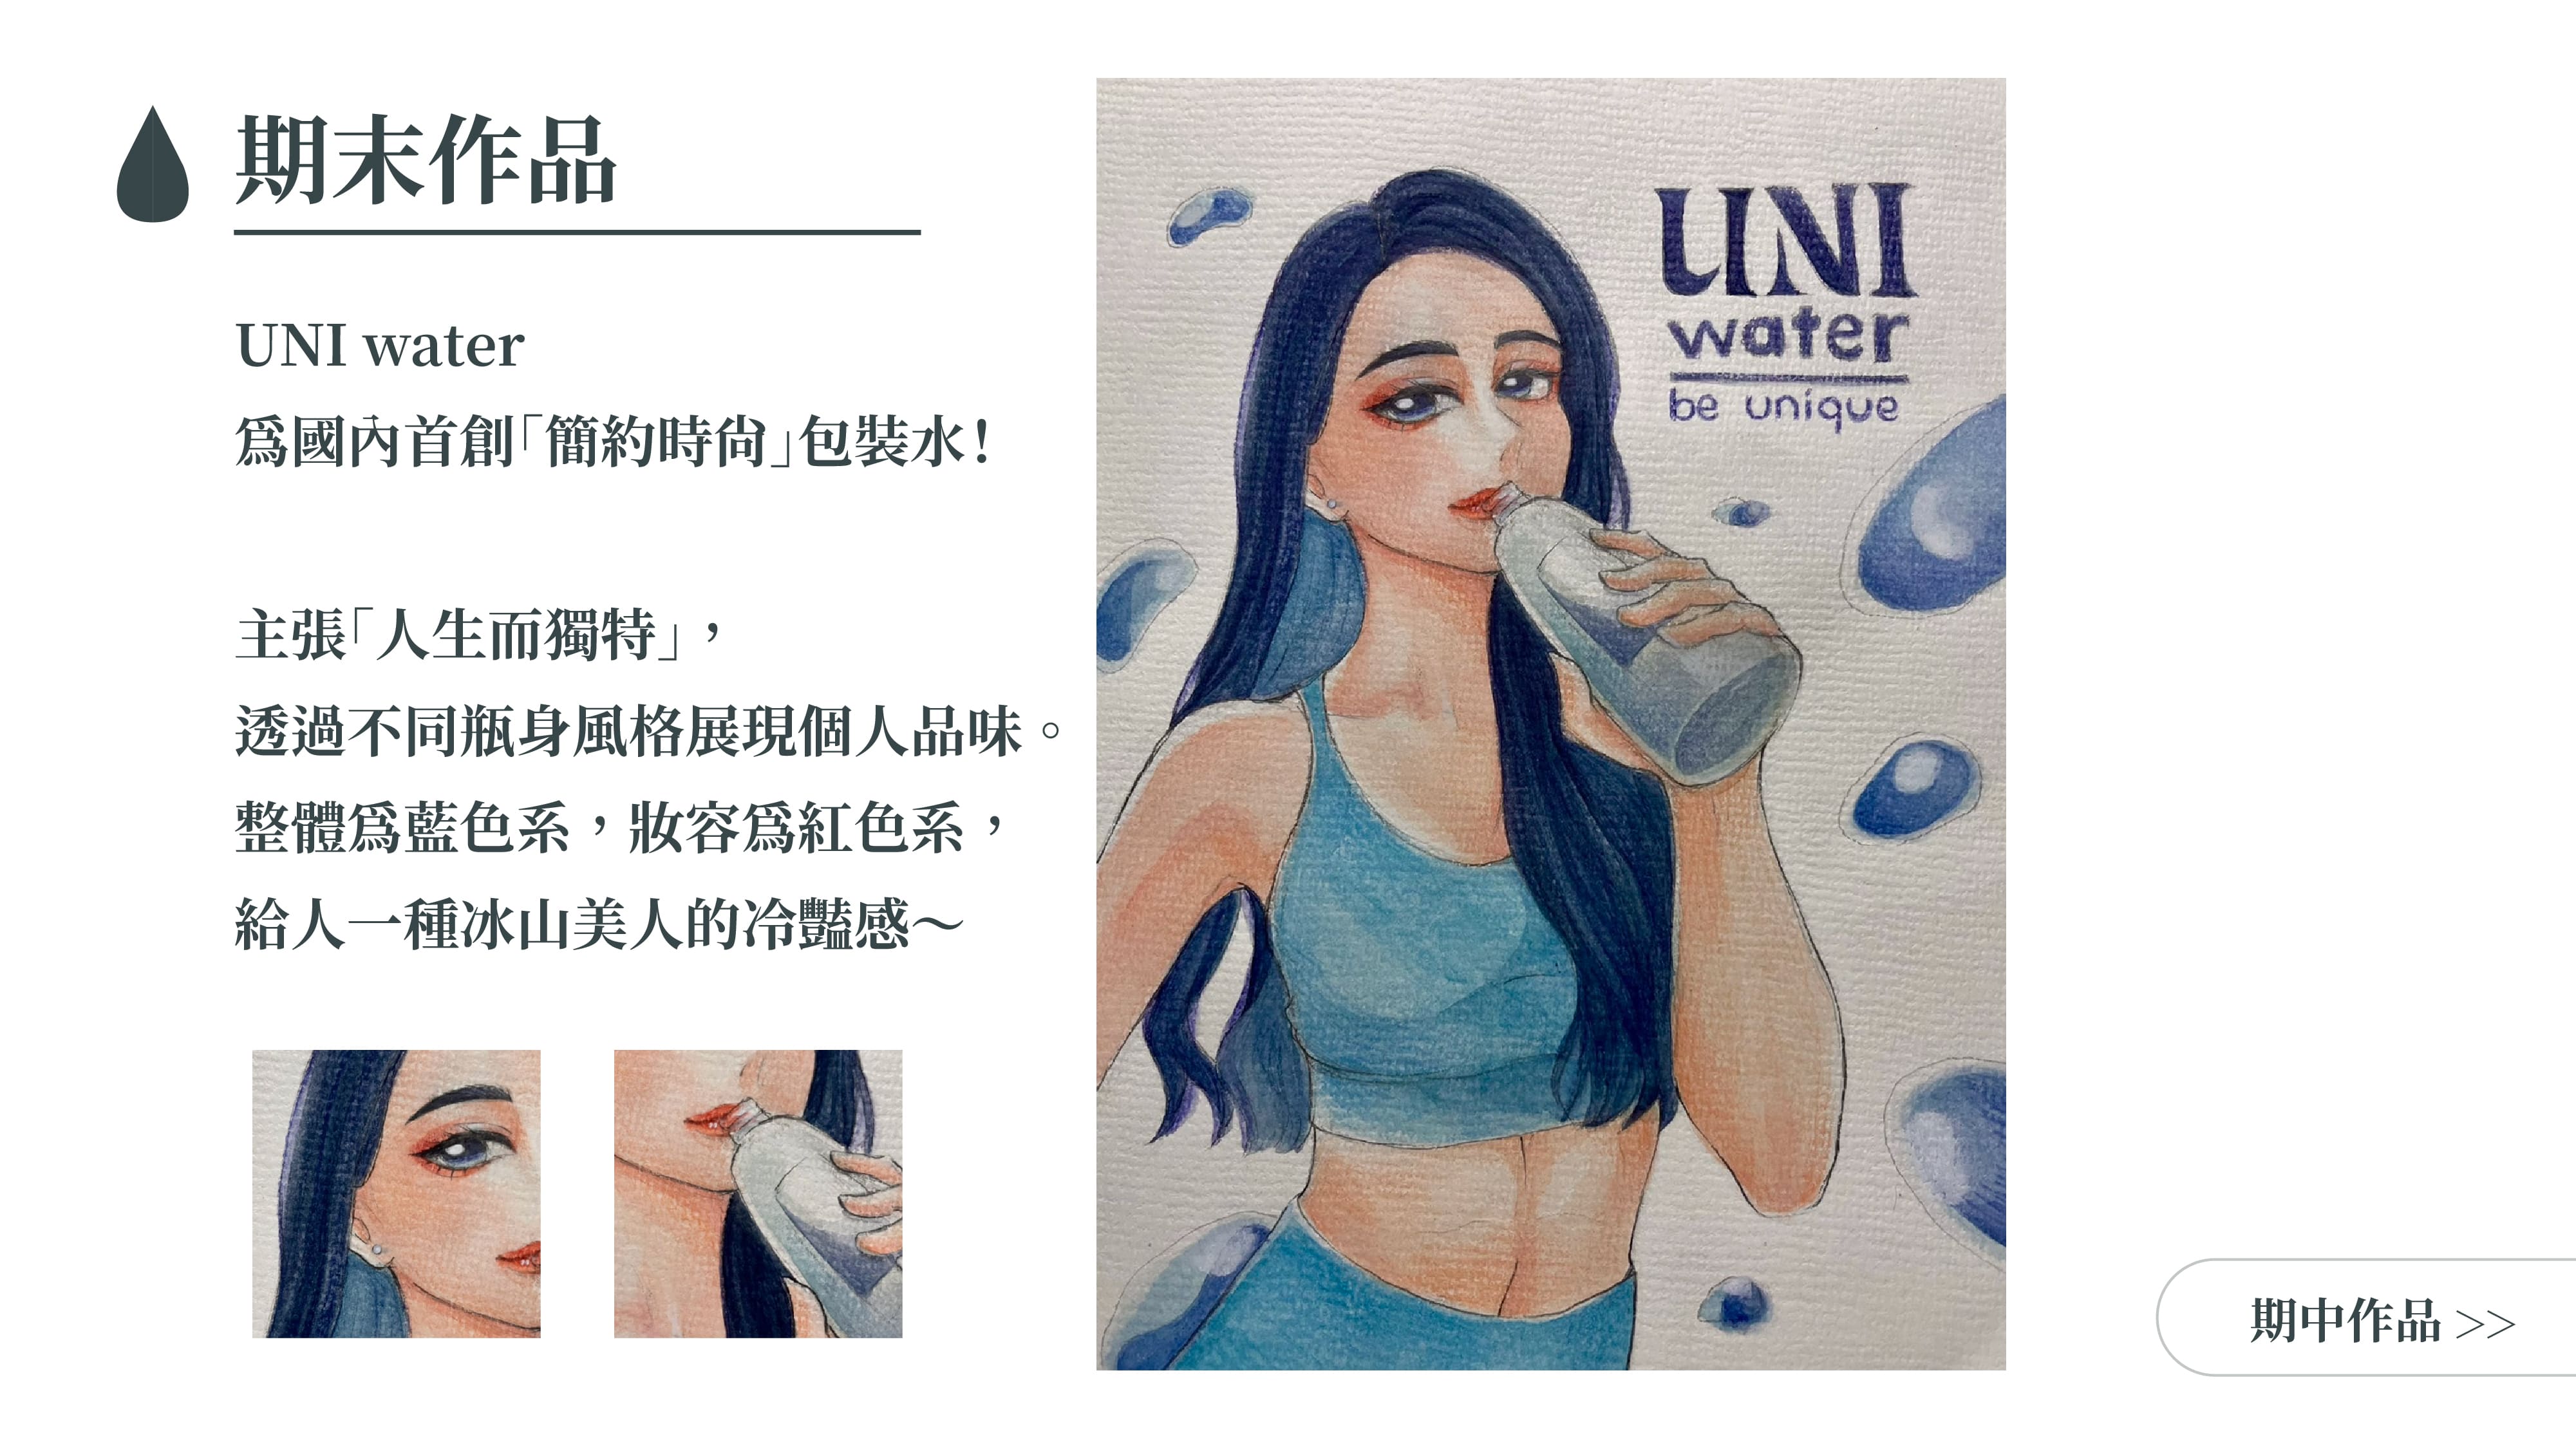 期末作品
UNI water
為國內首創「簡約時尚」包裝水!
主張「人生而獨特」，
透過不同瓶身風格展現個人品味。
整體為藍色系，妝容為紅色系，
給人一種冰山美人的冷豔感～
UNI
water
be unique
期中作品 >>